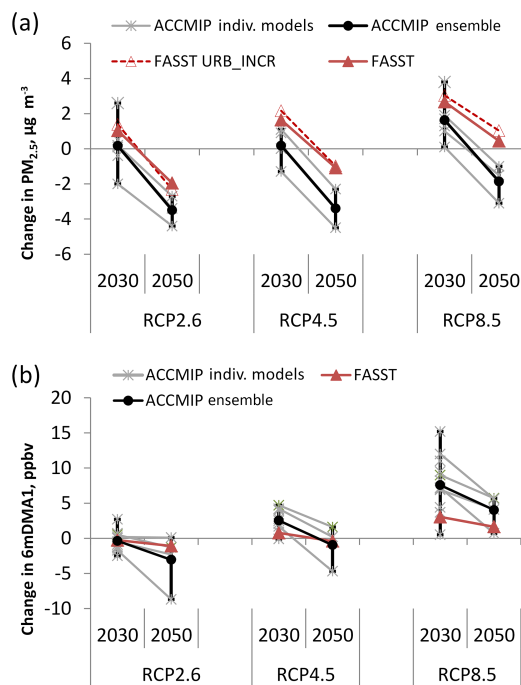 (a)
ACCMIP indiv. models
ACCMIP ensemble
FASST URB_INCR
FASST
Change in PM2.5, µg m-3
6
4
2
0
-2
-4
-6
2030 2050 2030 2050 2030 2050
RCP2.6 RCP4.5 RCP8.5
(b)
ACCMIP indiv. models
FASST
ACCMIP ensemble
Change in 6mDMA1, ppbv
20
15
10
5
0
-5
-10
2030 2050 2030 2050 2030 2050
RCP2.6 RCP4.5 RCP8.5